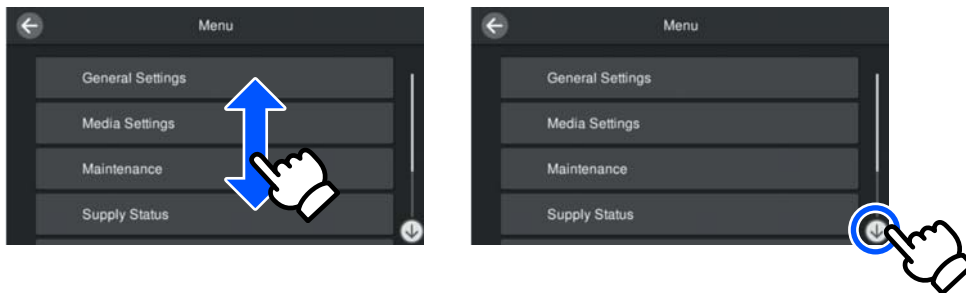 Menu
General Settings
Media Settings
Maintenance
Supply Status
Menu
General Settings
Media Settings
Maintenance
Supply Status